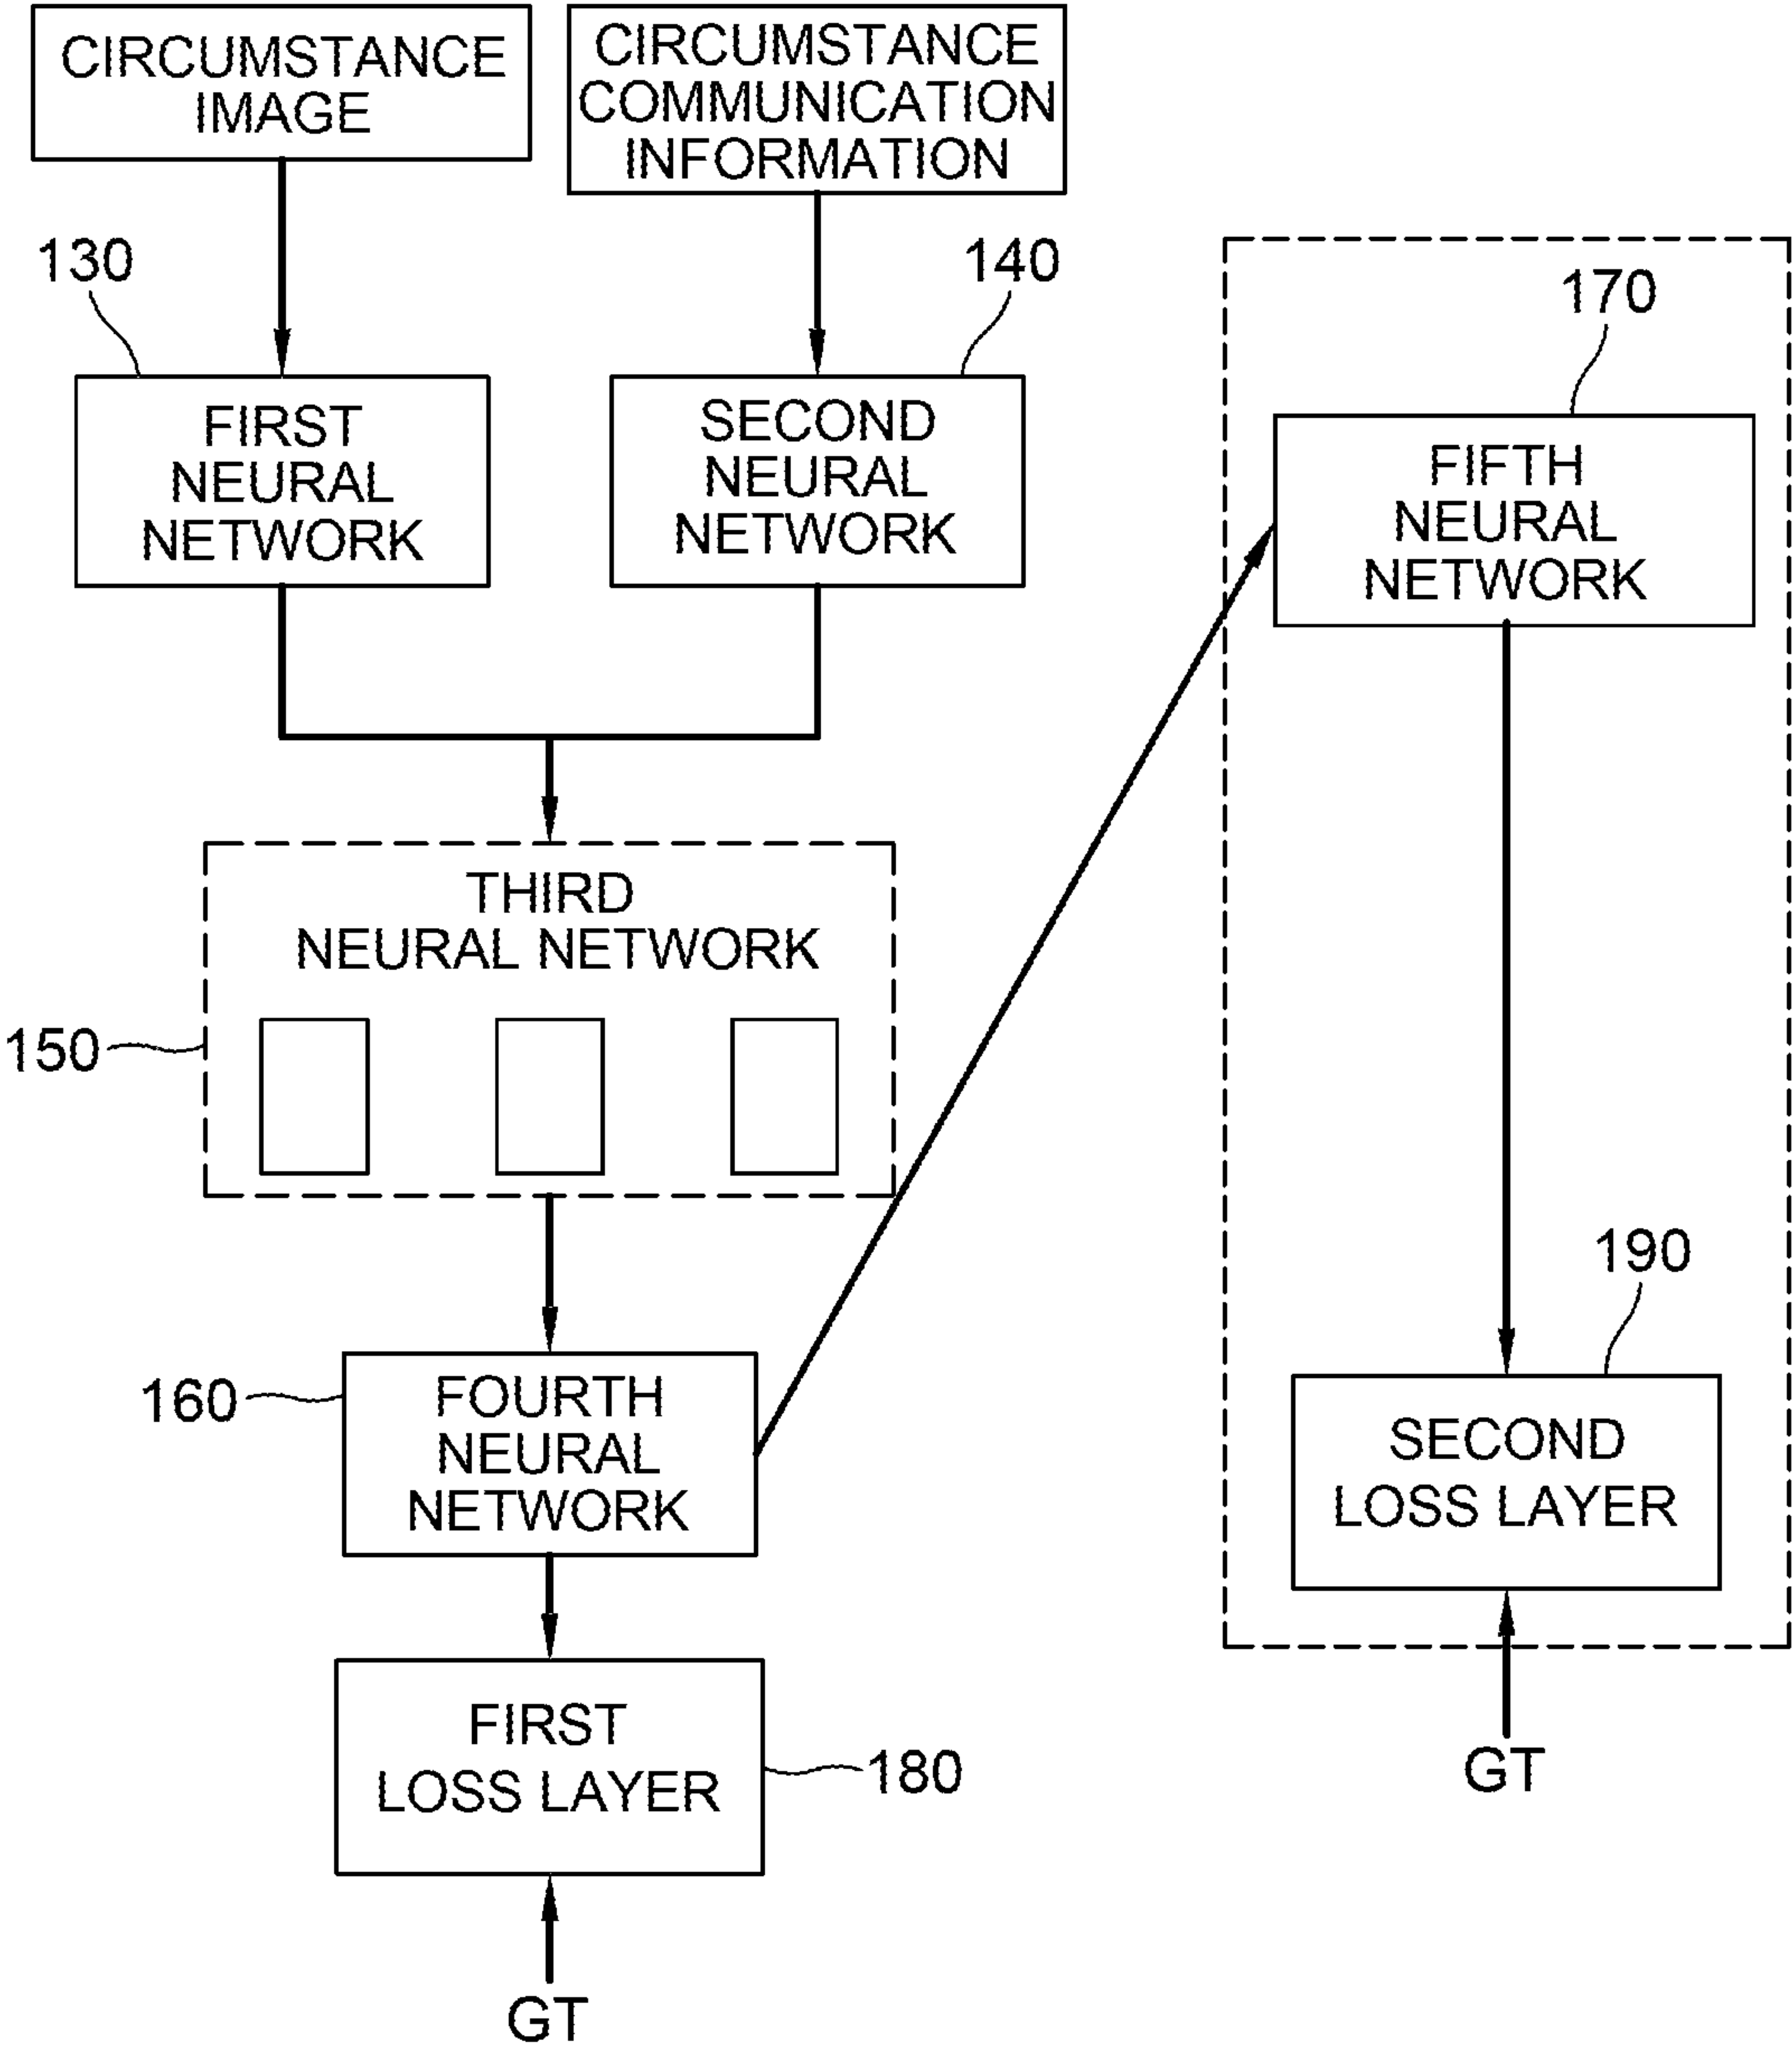 CIRCUMSTANCE
IMAGE
CIRCUMSTANCE
COMMUNICATION
INFORMATION
130
140
170
FIRST
NEURAL
NETWORK
SECOND
NEURAL
NETWORK
FIFTH
NEURAL
NETWORK
THIRD
NEURAL NETWORK
150
190
160
FOURTH
NEURAL
NETWORK
SECOND
LOSS LAYER
FIRST
LOSS LAYER
180
GT
GT